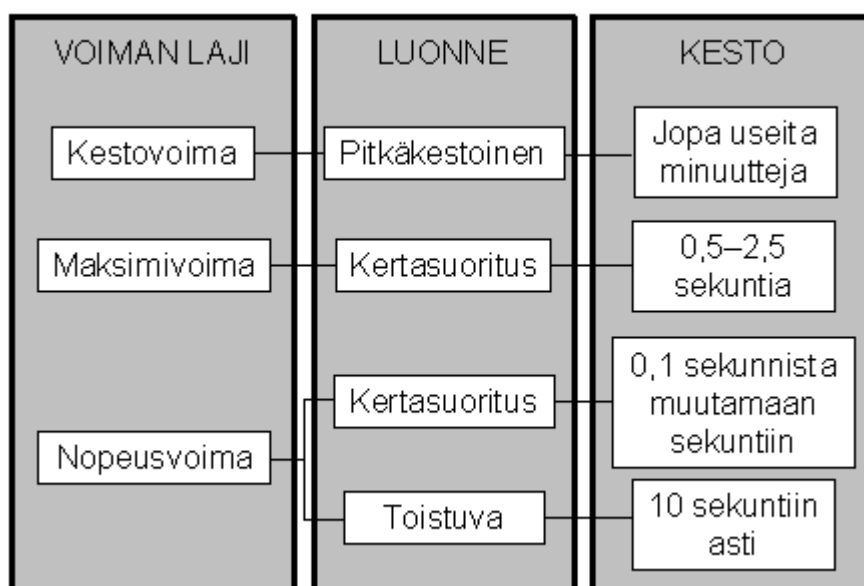 VOIMAN LAJI
LUONNE
KESTO
Kestovoima
Pitkäkestoinen
Jopa useita
minuutteja
Maksimivoima
Kertasuoritus
0,5–2,5
sekuntia
Nopeusvoima
Kertasuoritus
0,1 sekunnista
muutamaan
sekuntiin
Toistuva
10 sekuntiin
asti